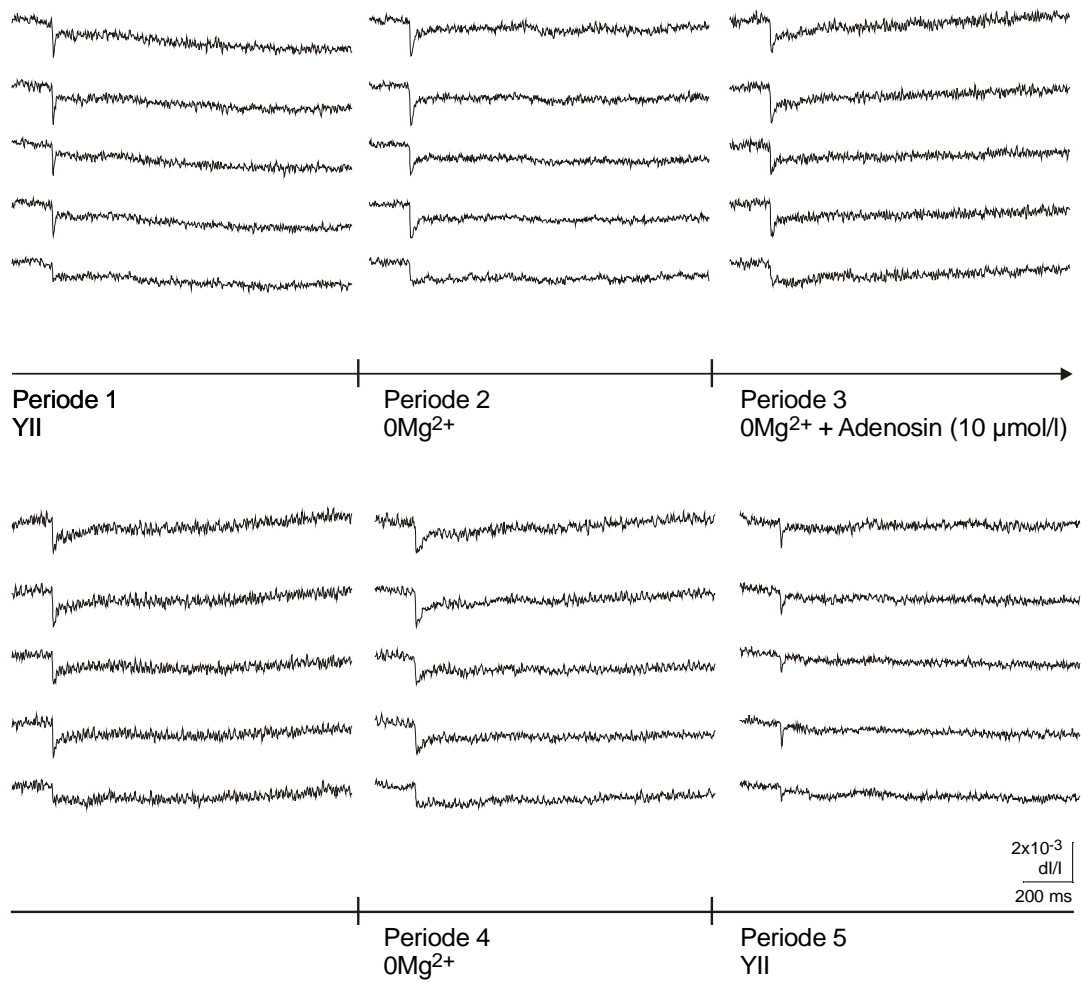 Periode 1
YII
Periode 2
0Mg2+
Periode 3
0Mg2+ + Adenosin (10 µmol/l)
2x10-3
dI/I
200 ms
Periode 4
0Mg2+
Periode 5
YII